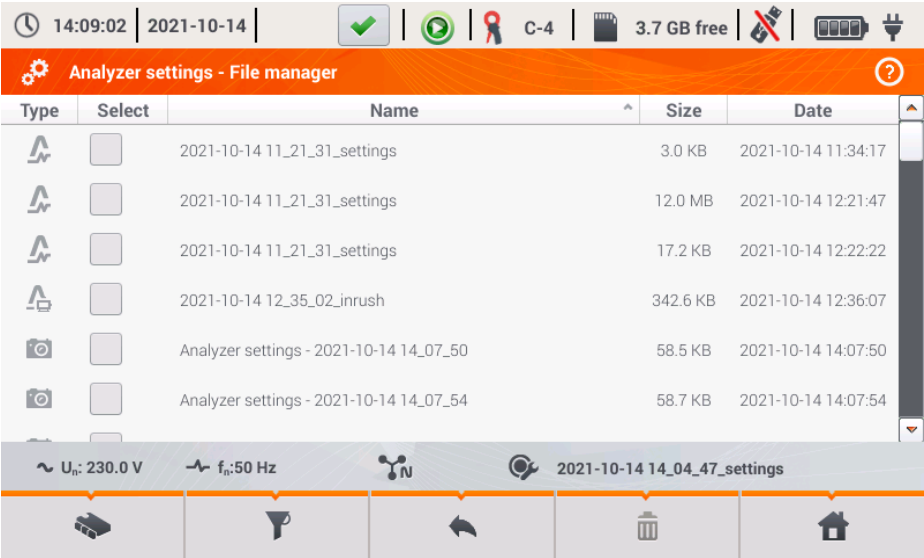 14:09:02 2021-10-14 C-4 3.7 GB free
Analyzer settings - File manager ?
Type Select Name Size Date
2021-10-14 11_21_31_settings 3.0 KB 2021-10-14 11:34:17
2021-10-14 11_21_31_settings 12.0 MB 2021-10-14 12:21:47
2021-10-14 11_21_31_settings 17.2 KB 2021-10-14 12:22:22
2021-10-14 12_35_02_inrush 342.6 KB 2021-10-14 12:36:07
Analyzer settings - 2021-10-14 14_07_50 58.5 KB 2021-10-14 14:07:50
Analyzer settings - 2021-10-14 14_07_54 58.7 KB 2021-10-14 14:07:54
Un: 230.0 V fn:50 Hz N 2021-10-14 14_04_47_settings